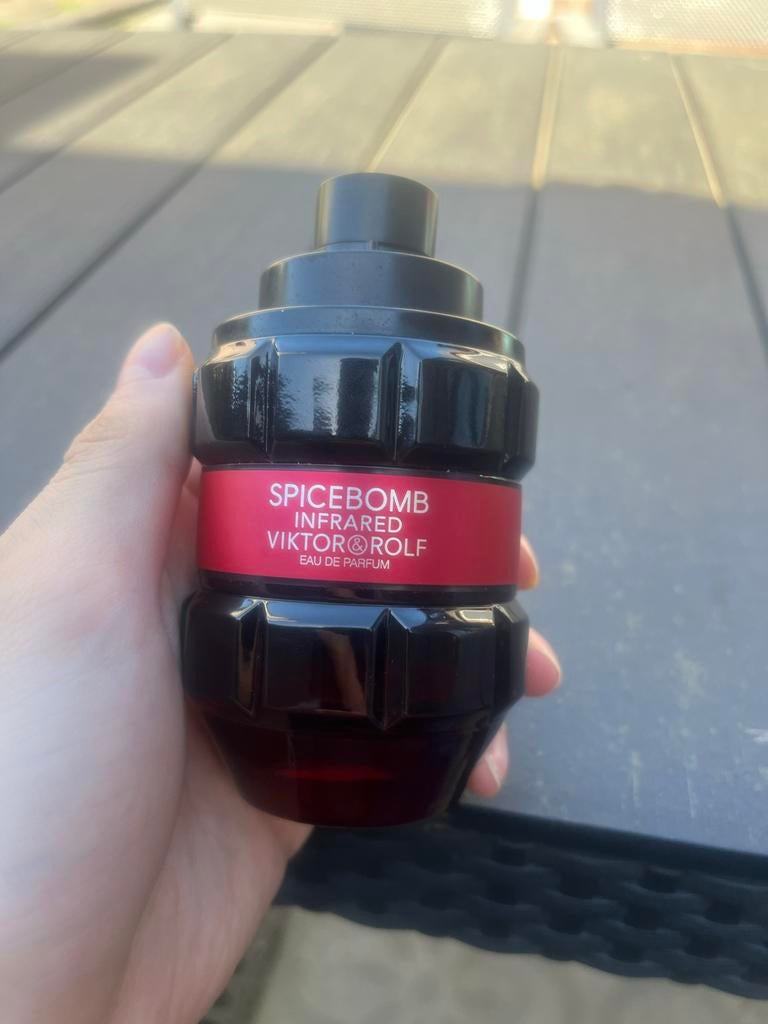 SPICEBOMB
INFRARED
VIKTOR&ROLF
EAU DE PARFUM